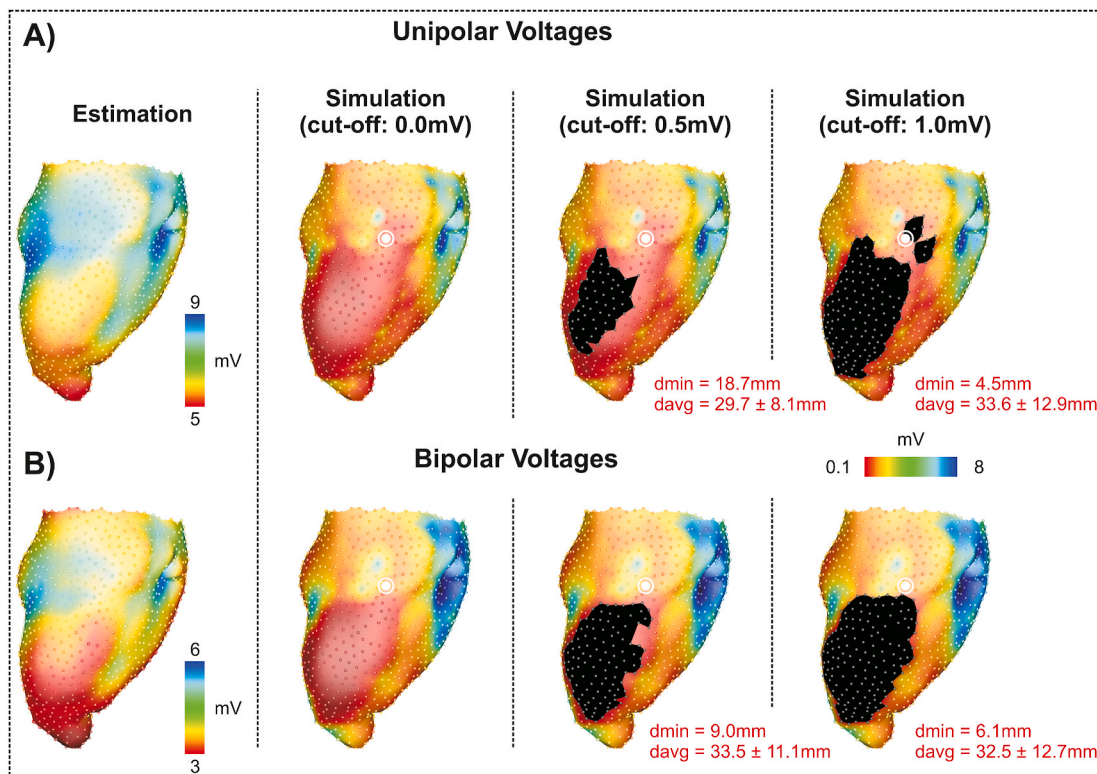 A)
Unipolar Voltages
Estimation
Simulation
(cut-off: 0.0mV)
Simulation
(cut-off: 0.5mV)
Simulation
(cut-off: 1.0mV)
9
mV
5
dmin = 18.7mm
davg = 29.7 ± 8.1mm
dmin = 4.5mm
davg = 33.6 ± 12.9mm
B)
Bipolar Voltages
mV
0.1
8
6
mV
3
dmin = 9.0mm
davg = 33.5 ± 11.1mm
dmin = 6.1mm
davg = 32.5 ± 12.7mm